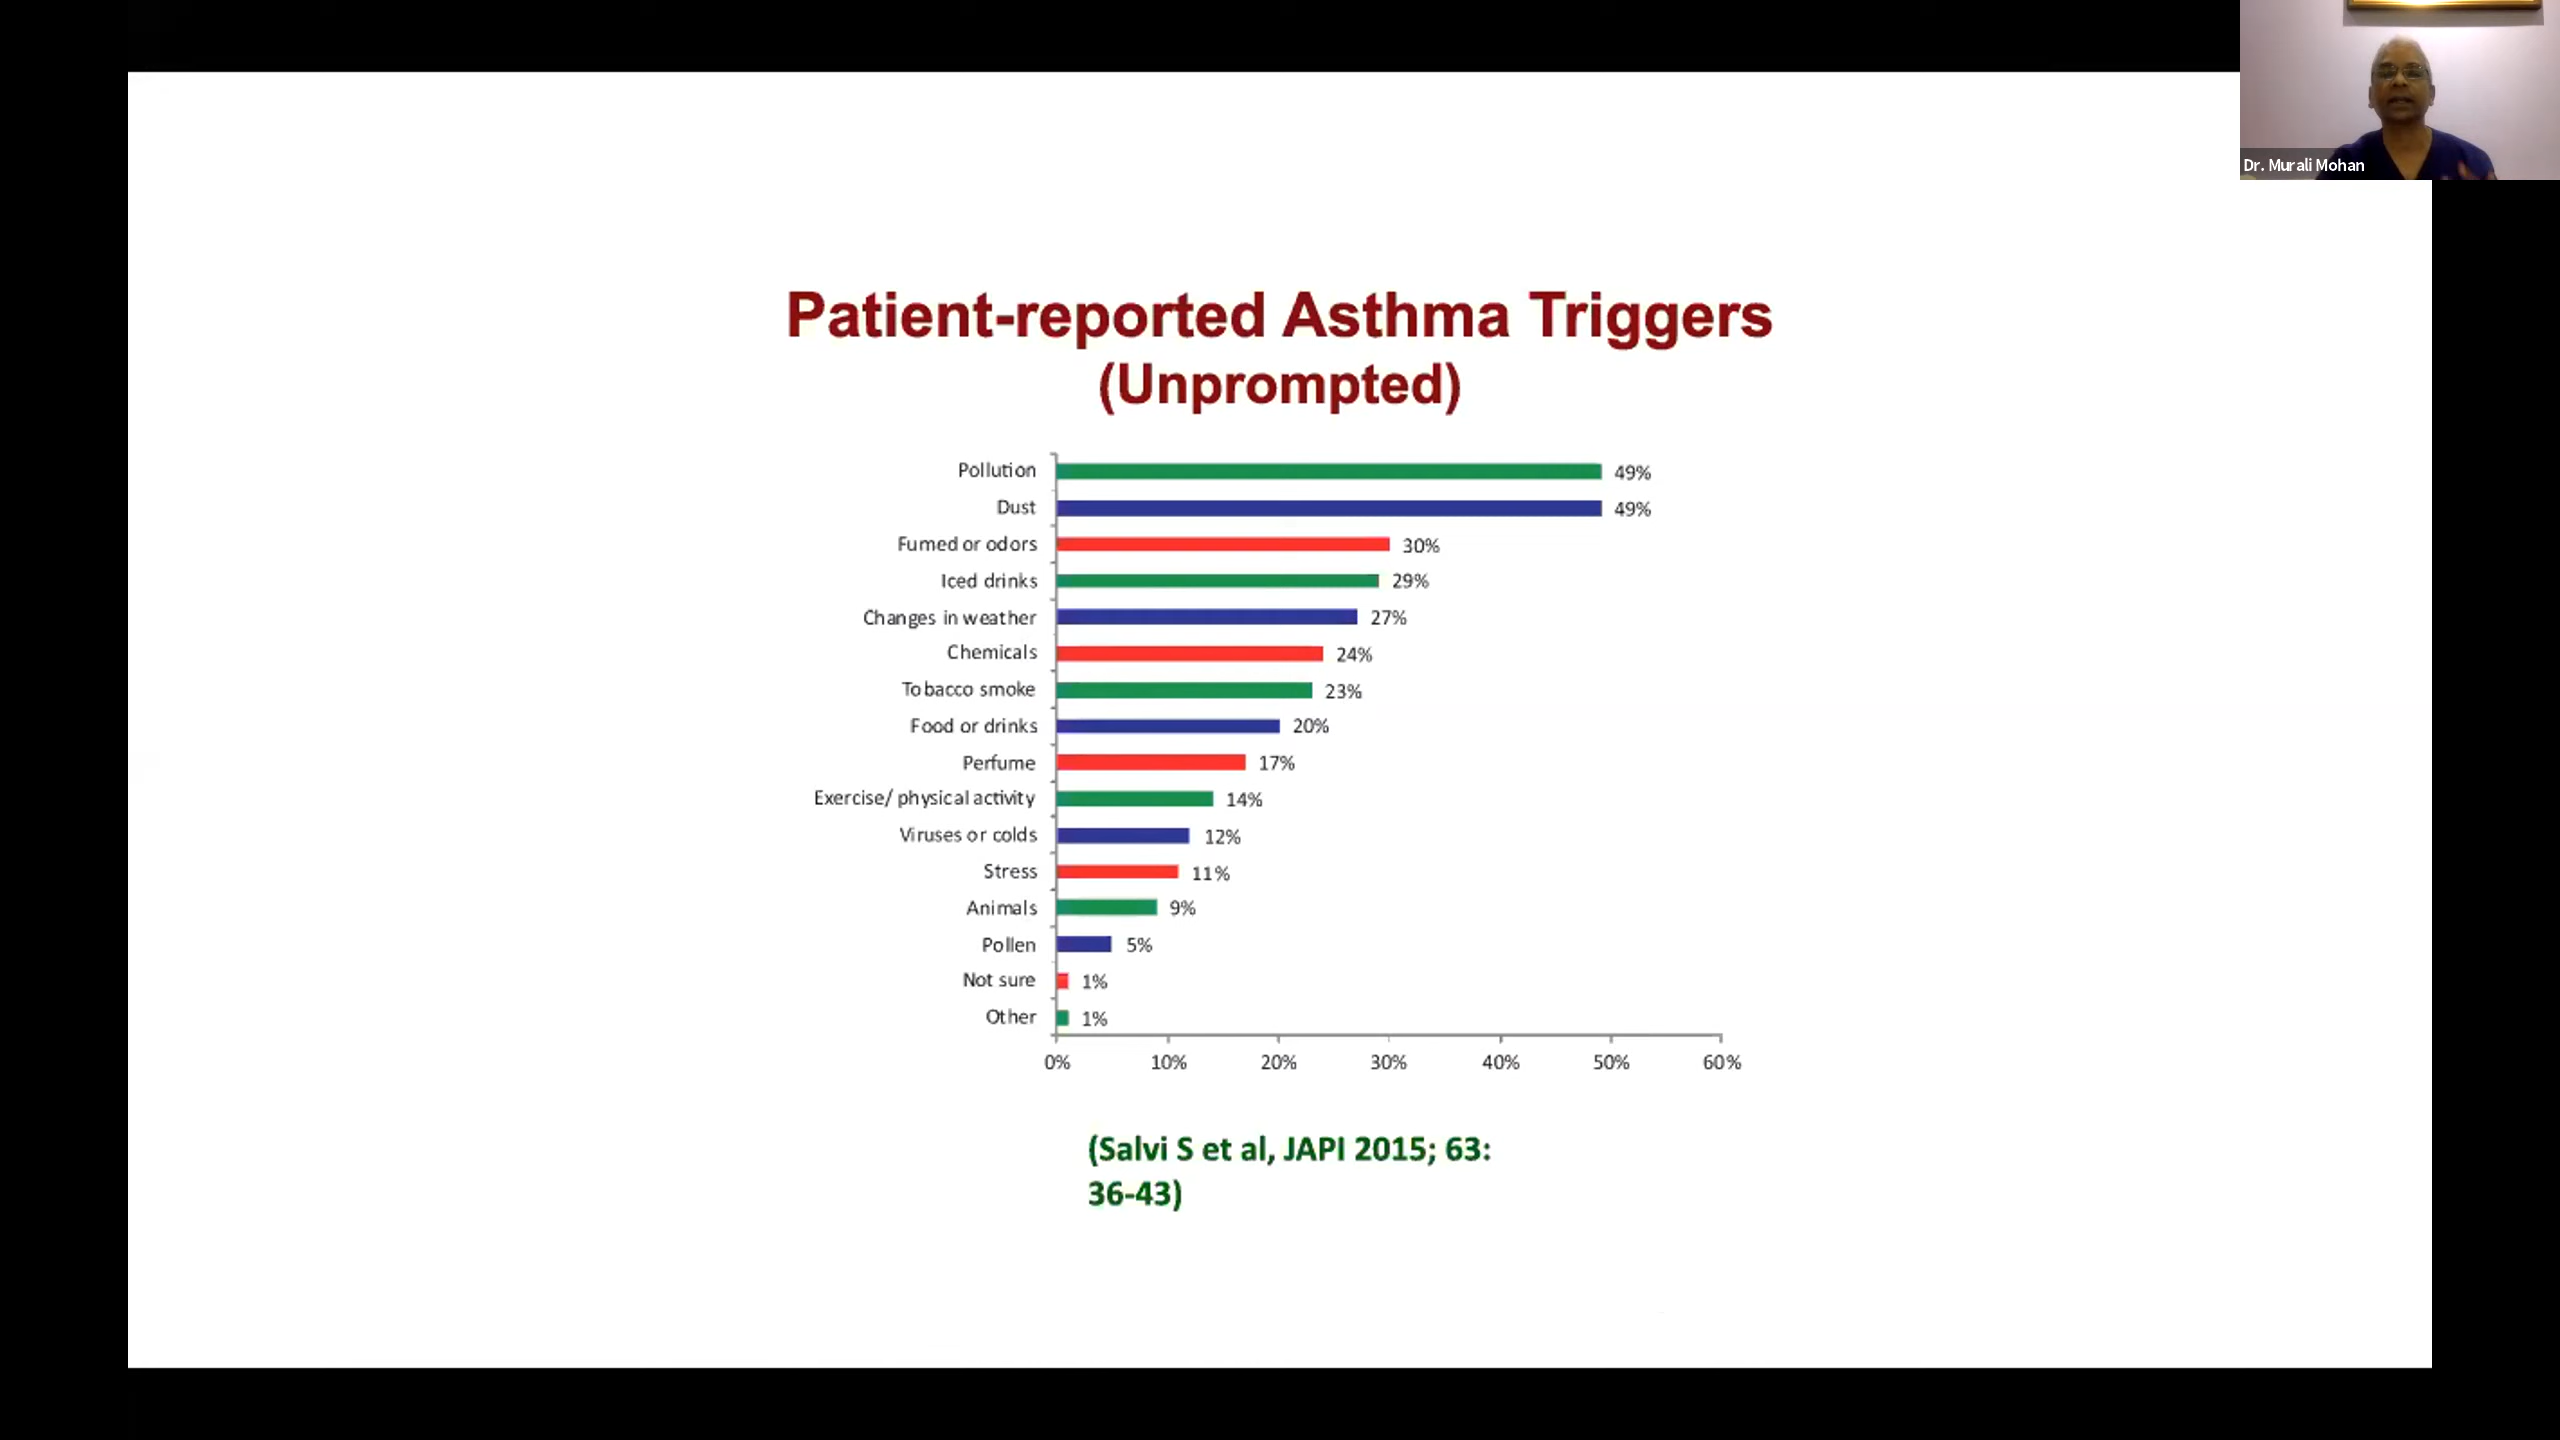 Dr. Murali Mohan
Patient-reported Asthma Triggers
(Unprompted)
Pollution 49%
Dust 49%
Fumed or odors 30%
Iced drinks 29%
Changes in weather 27%
Chemicals 24%
Tobacco smoke 23%
Food or drinks 20%
Perfume 17%
Exercise/ physical activity 14%
Viruses or colds 12%
Stress 11%
Animals 9%
Pollen 5%
Not sure 1%
Other 1%
0% 10% 20% 30% 40% 50% 60%
(Salvi S et al, JAPI 2015; 63:
36-43)